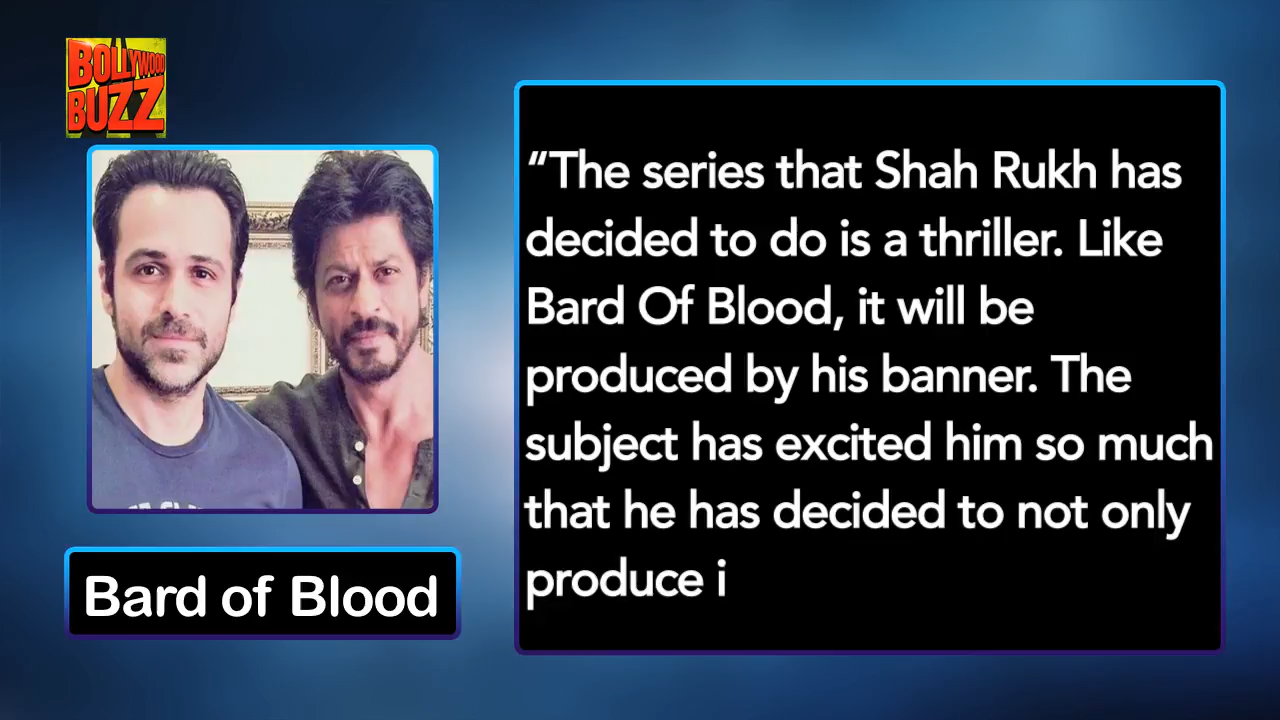 BOLLYWOOD
BUZZ
Bard of Blood
“The series that Shah Rukh has
decided to do is a thriller. Like
Bard Of Blood, it will be
produced by his banner. The
subject has excited him so much
that he has decided to not only
produce i